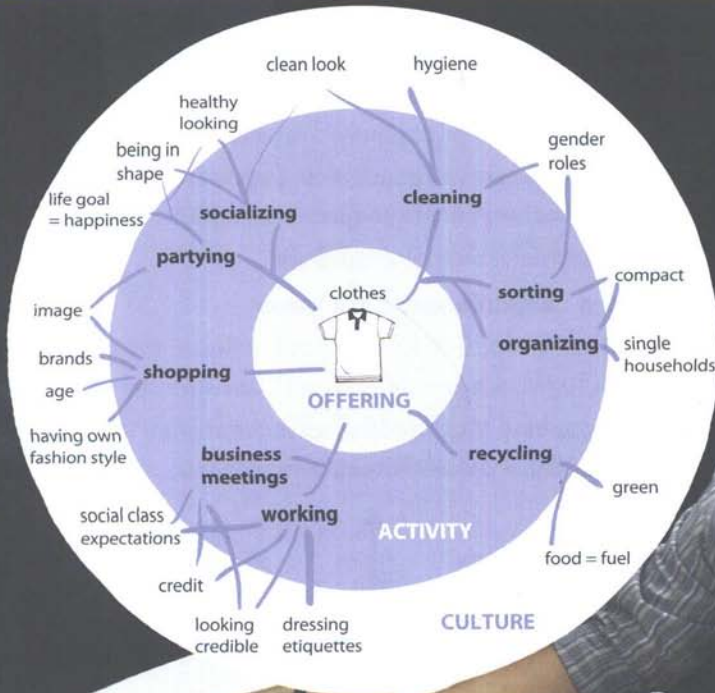 clean look
hygiene
healthy
looking
being in
shape
life goal
= happiness
gender
roles
socializing
cleaning
partying
clothes
sorting
compact
image
organizing
single
households
brands
shopping
age
OFFERING
having own
fashion style
business
meetings
recycling
green
social class
expectations
working
ACTIVITY
food = fuel
credit
looking
credible
dressing
etiquettes
CULTURE